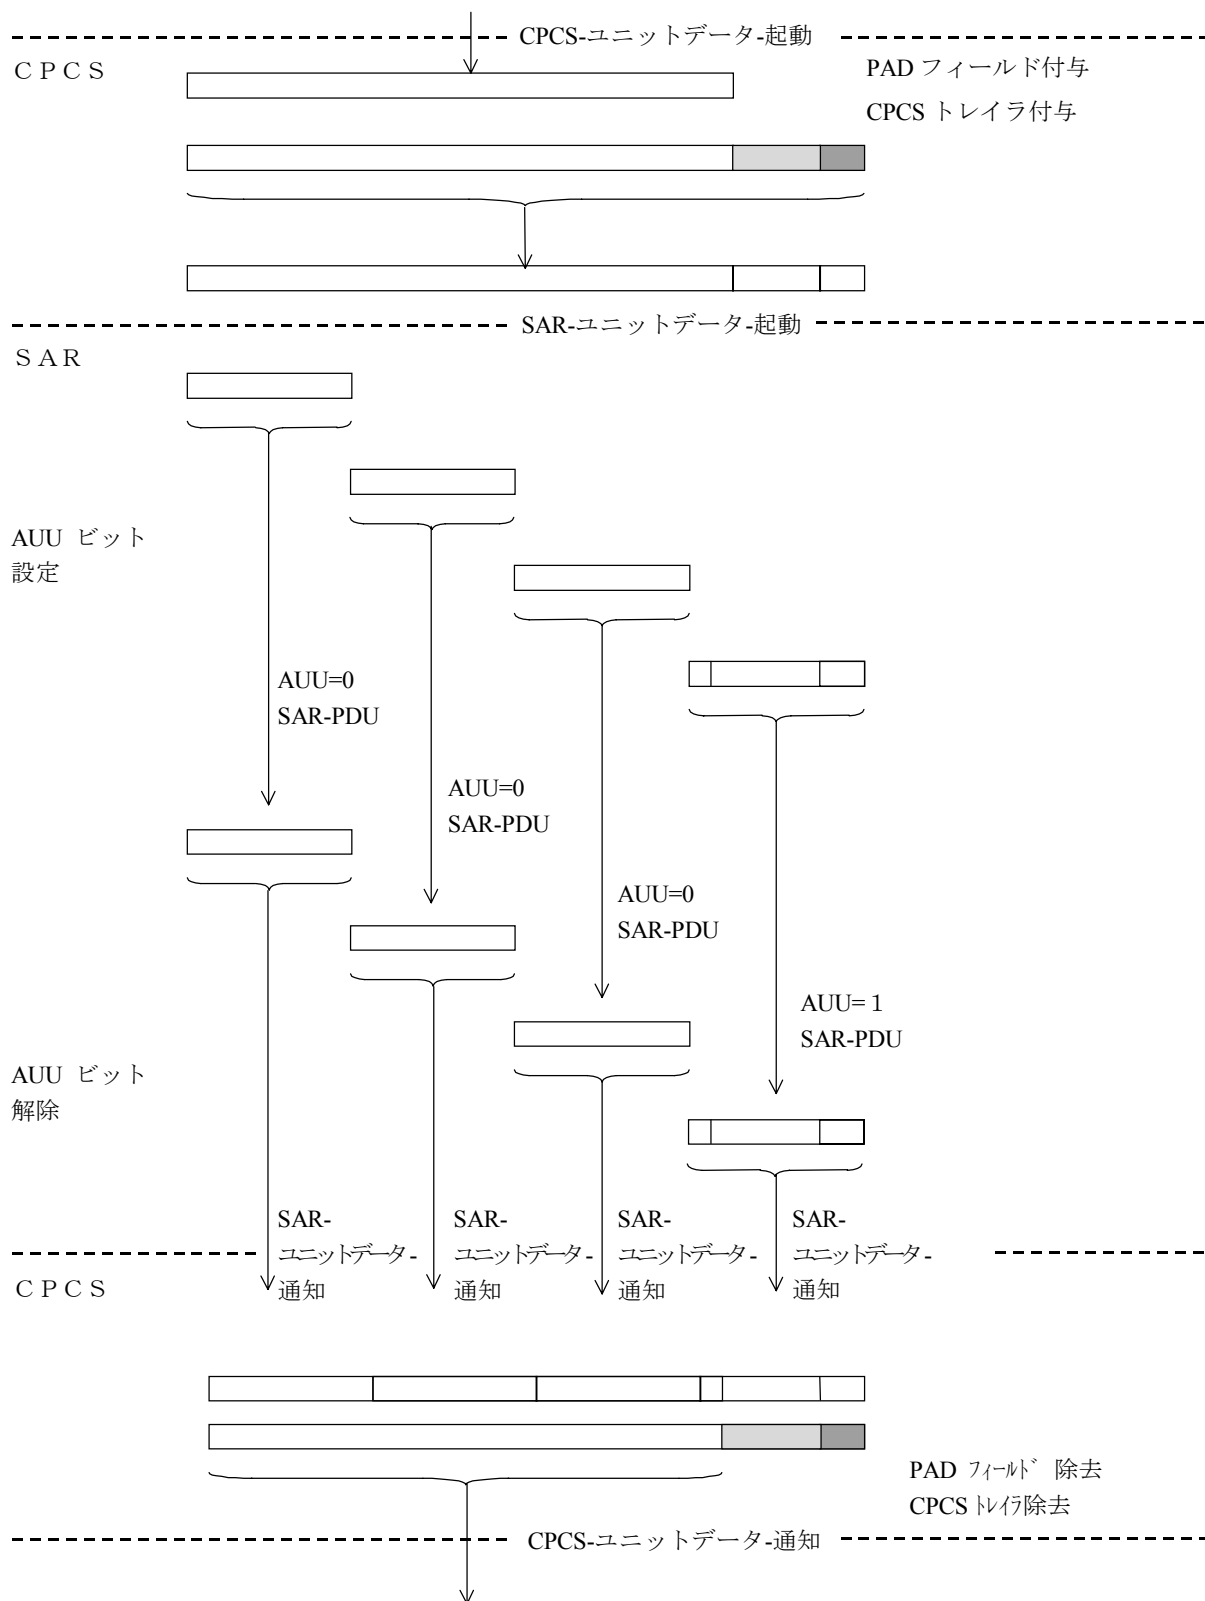 CPCS-ユニットデータ-起動
ＣＰＣＳ
PAD フィールド付与
CPCS トレイラ付与
SAR-ユニットデータ-起動
ＳＡＲ
AUU ビット
設定
AUU=0
SAR-PDU
AUU=0
SAR-PDU
AUU=0
SAR-PDU
AUU=１
SAR-PDU
AUU ビット
解除
SAR-
ユニットデータ-
通知
SAR-
ユニットデータ-
通知
SAR-
ユニットデータ-
通知
SAR-
ユニットデータ-
通知
ＣＰＣＳ
PAD ﾌｨｰﾙﾄﾞ 除去
CPCS ﾄﾚｲﾗ除去
CPCS-ユニットデータ-通知